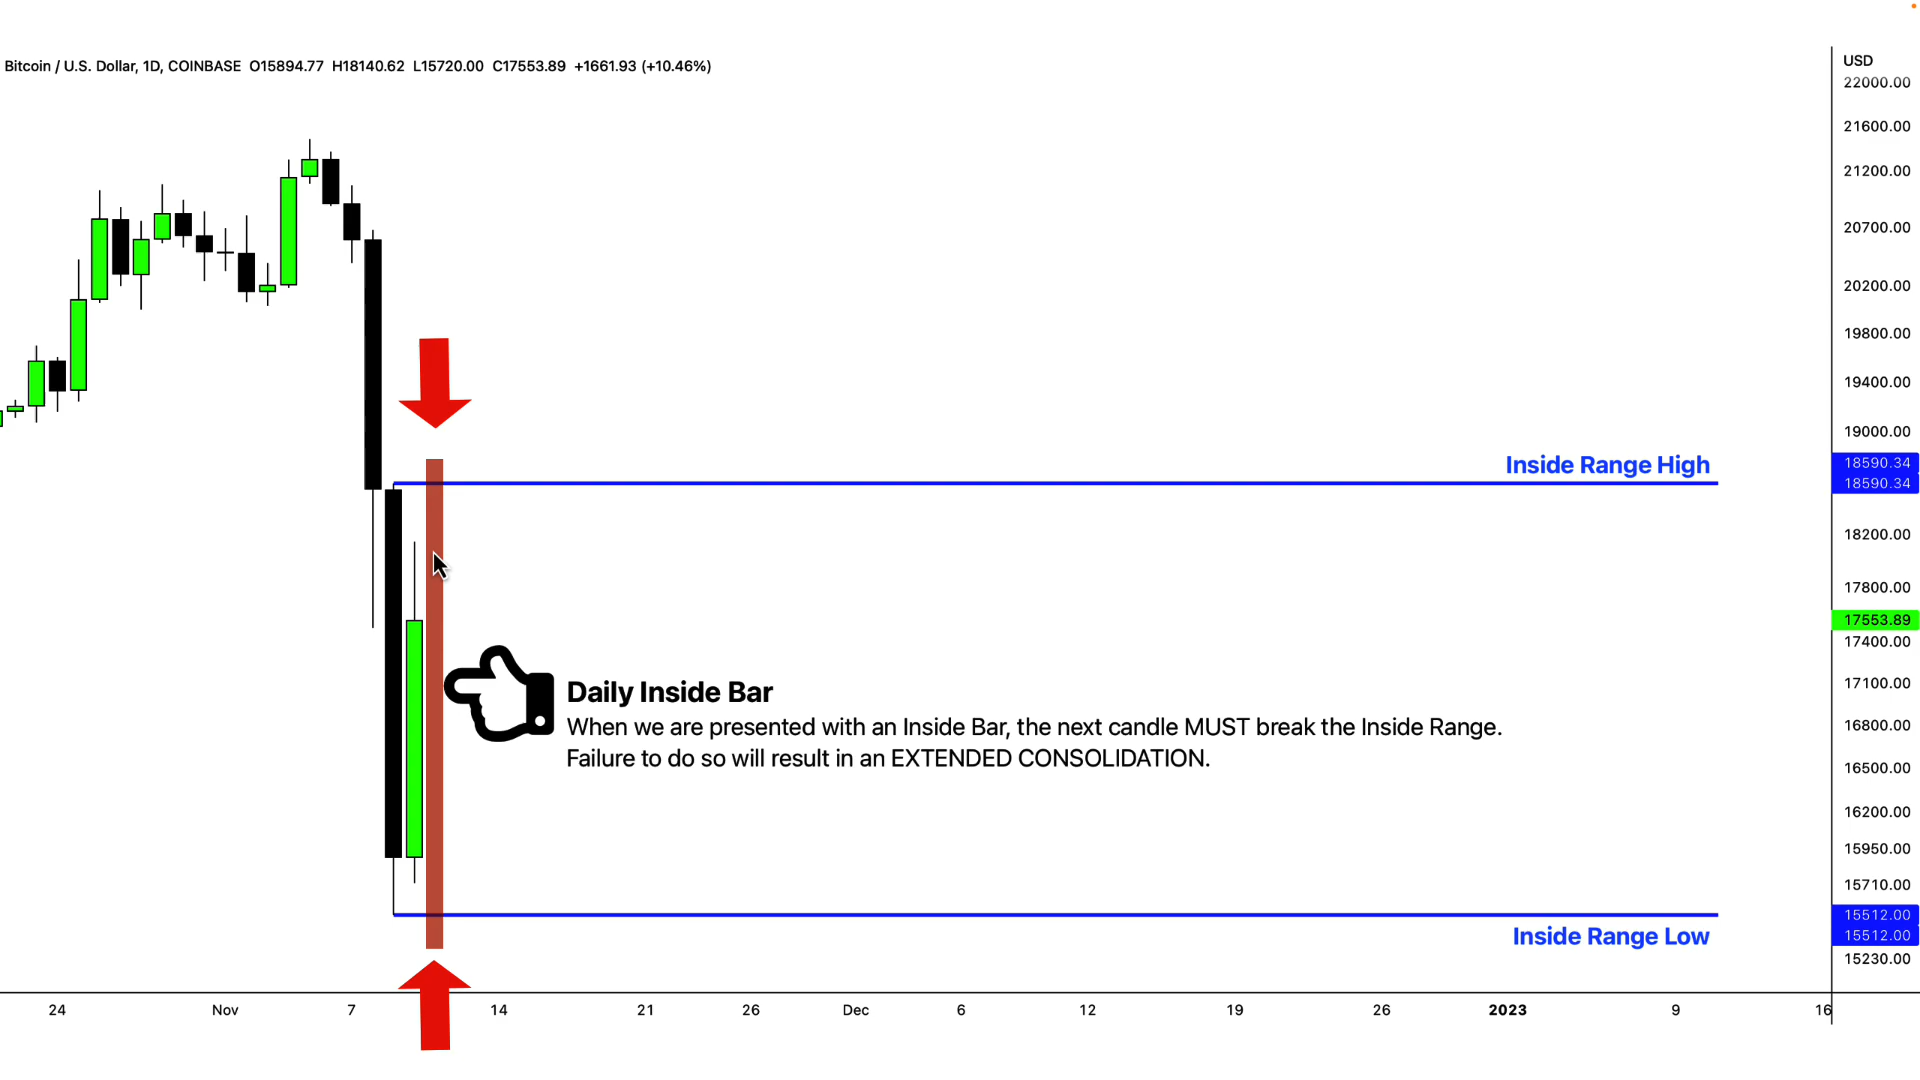 Bitcoin / U.S. Dollar, 1D, COINBASE O15894.77 H18140.62 L15720.00 C17553.89 +1661.93 (+10.46%)
USD
22000.00
21600.00
21200.00
20700.00
20200.00
19800.00
19400.00
19000.00
Inside Range High
18590.34
18590.34
18200.00
17800.00
17553.89
17400.00
Daily Inside Bar
17100.00
When we are presented with an Inside Bar, the next candle MUST break the Inside Range.
16800.00
Failure to do so will result in an EXTENDED CONSOLIDATION.
16500.00
16200.00
15950.00
15710.00
15512.00
Inside Range Low
15512.00
15230.00
24 Nov 7 14 21 26 Dec 6 12 19 26 2023 9 16